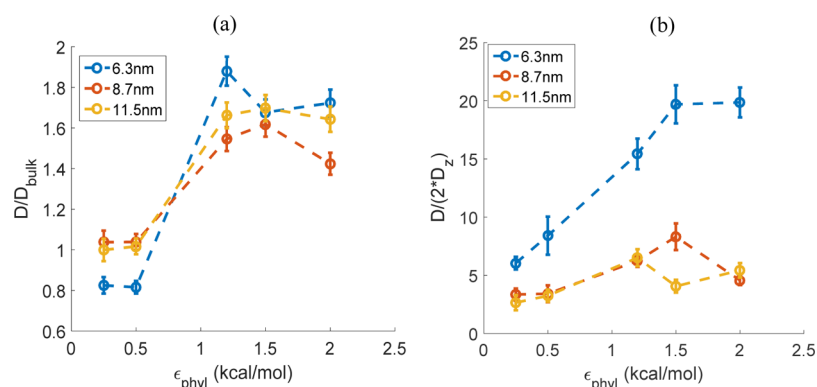 (a)
2
1.8
1.6
1.4
1.2
1
0.8
0.6
D/D_bulk
6.3nm
8.7nm
11.5nm
0 0.5 1 1.5 2 2.5
ϵ_phyl (kcal/mol)
(b)
25
20
15
10
5
0
D/(2*D_z)
6.3nm
8.7nm
11.5nm
0 0.5 1 1.5 2 2.5
ϵ_phyl (kcal/mol)